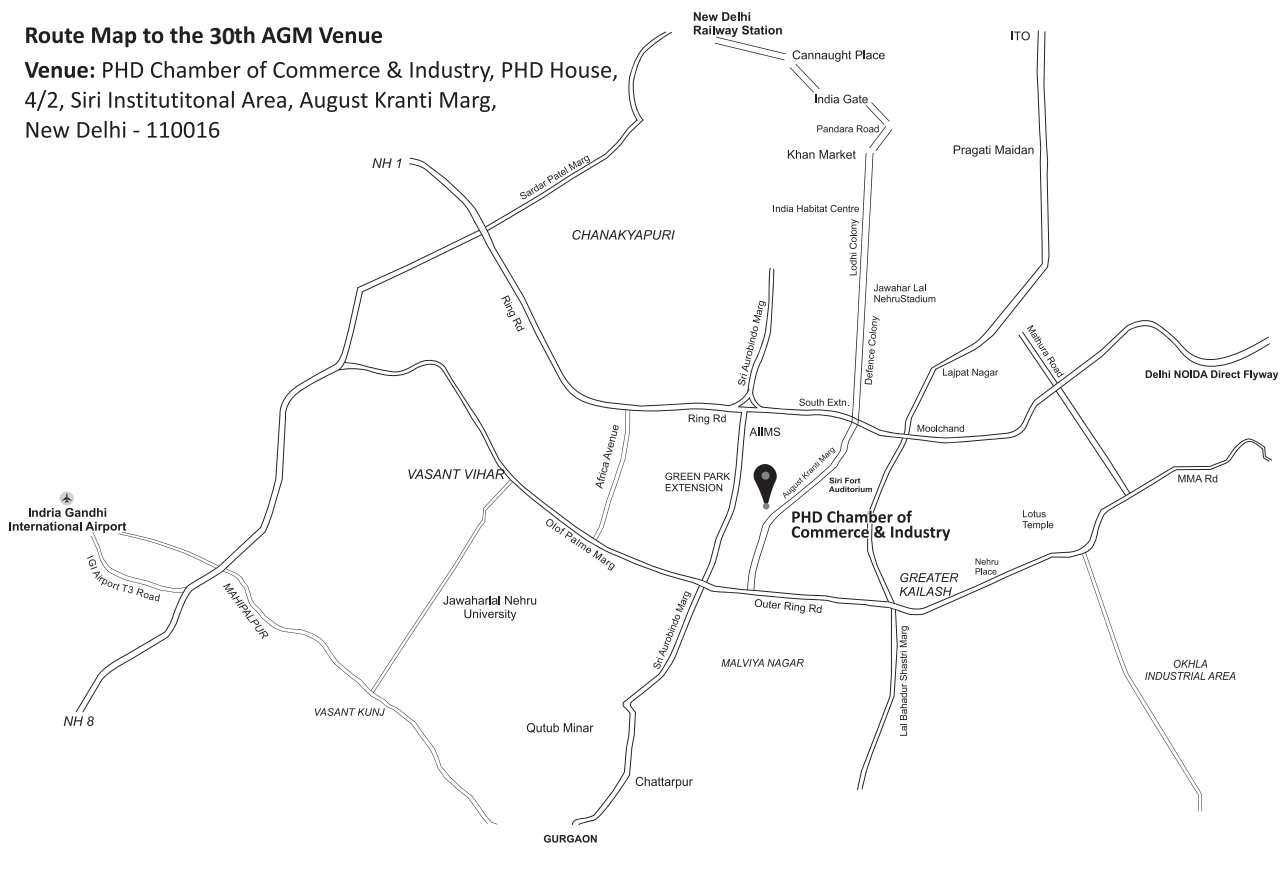 Route Map to the 30th AGM Venue
Venue: PHD Chamber of Commerce & Industry, PHD House,
4/2, Siri Institutitonal Area, August Kranti Marg,
New Delhi - 110016
New Delhi
Railway Station
Cannaught Place
ITO
India Gate
Pandara Road
Khan Market
Pragati Maidan
NH 1
Sardar Patel Marg
India Habitat Centre
CHANAKYAPURI
Lodhi Colony
Jawahar Lal
NehruStadium
Ring Rd
Sri Aurobindo Marg
Defence Colony
Mathura Road
Lajpat Nagar
Delhi NOIDA Direct Flyway
South Extn.
Ring Rd
AIIMS
Moolchand
Africa Avenue
VASANT VIHAR
GREEN PARK
EXTENSION
August Kranti Marg
Siri Fort
Auditorium
MMA Rd
Indria Gandhi
International Airport
PHD Chamber of
Commerce & Industry
Lotus
Temple
Olof Palme Marg
IGI Airport T3 Road
Nehru
Place
GREATER
KAILASH
MAHIPALPUR
Jawaharlal Nehru
University
Outer Ring Rd
Sri Aurobindo Marg
MALVIYA NAGAR
Lal Bahadur Shastri Marg
OKHLA
INDUSTRIAL AREA
NH 8
VASANT KUNJ
Qutub Minar
Chattarpur
GURGAON